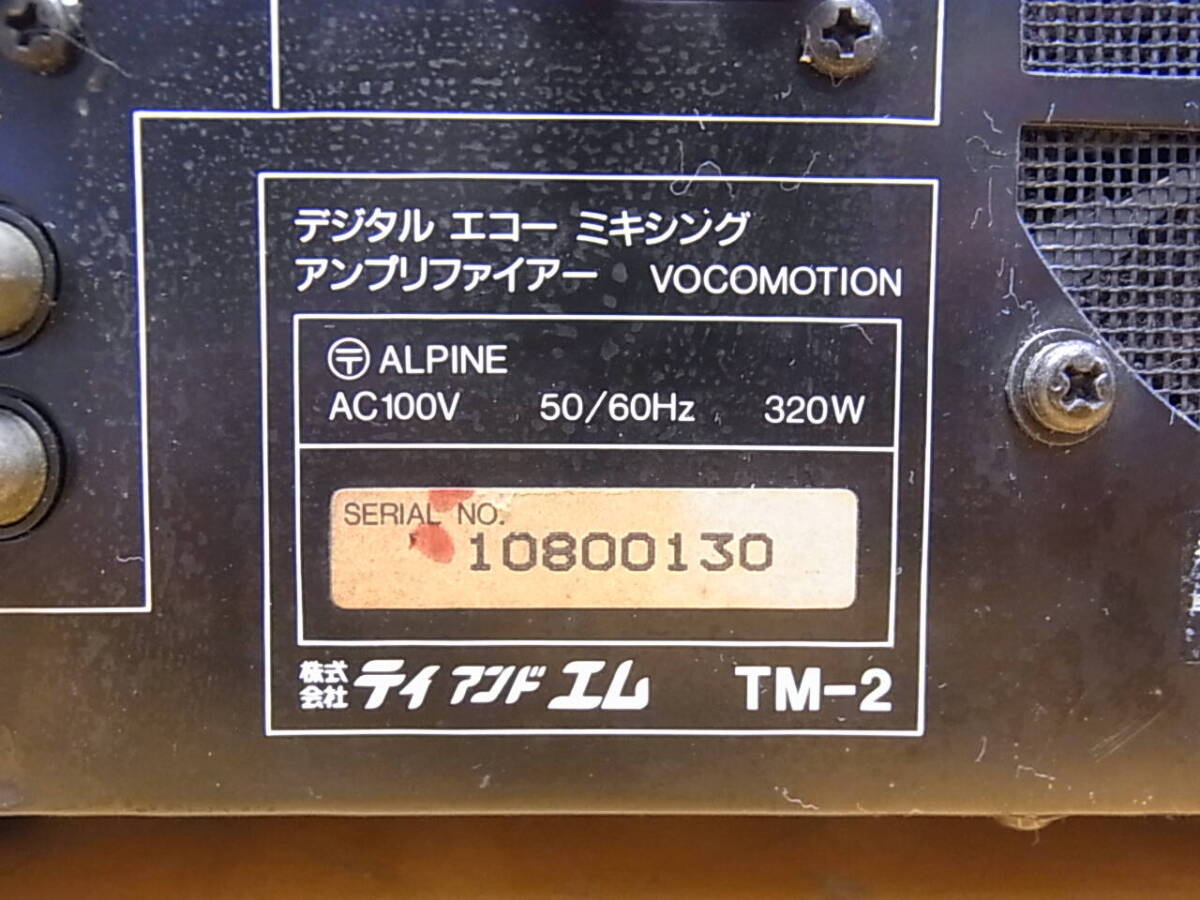 デジタル エコー ミキシング
アンプリファイアー VOCOMOTION
〶 ALPINE
AC100V 50/60Hz 320W
SERIAL NO.
10800130
株式会社 ティ アンド エム TM-2